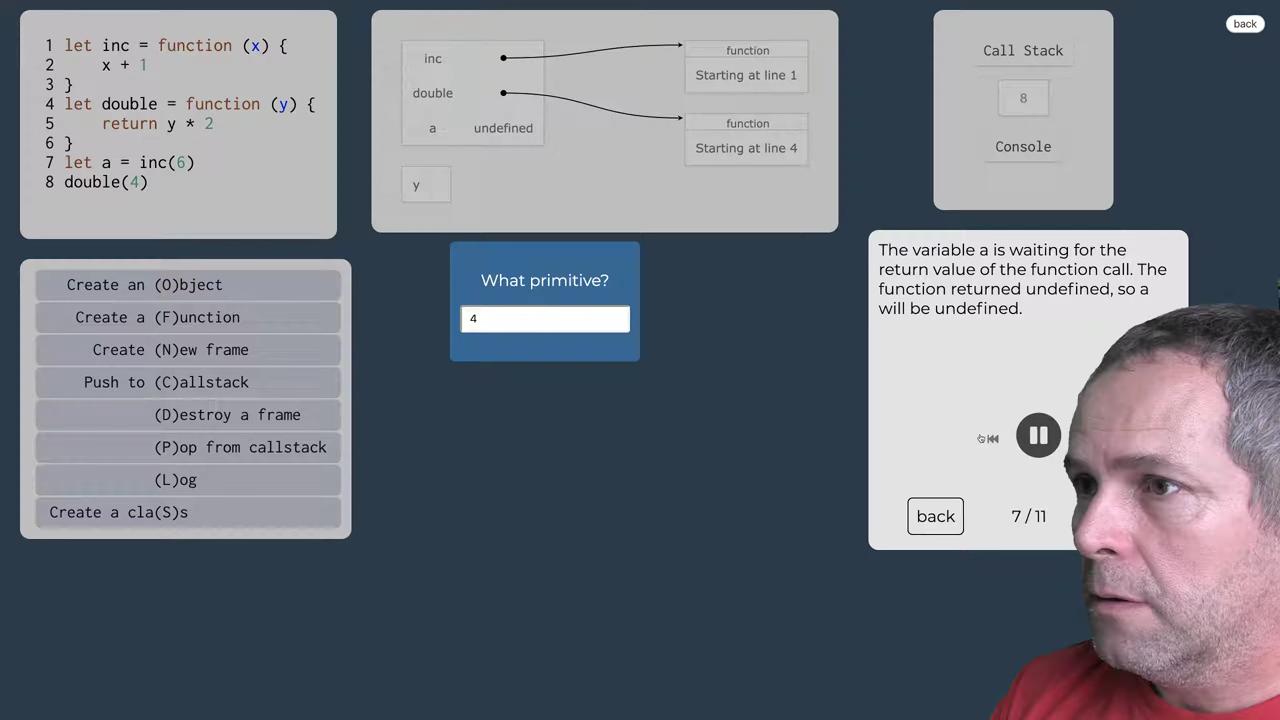 back
1 let inc = function (x) {
2     x + 1
3 }
4 let double = function (y) {
5     return y * 2
6 }
7 let a = inc(6)
8 double(4)
inc
double
a undefined
y
function
Starting at line 1
function
Starting at line 4
Call Stack
8
Console
Create an (O)bject
Create a (F)unction
Create (N)ew frame
Push to (C)allstack
(D)estroy a frame
(P)op from callstack
(L)og
Create a cla(S)s
What primitive?
4
The variable a is waiting for the
return value of the function call. The
function returned undefined, so a
will be undefined.
back 7 / 11